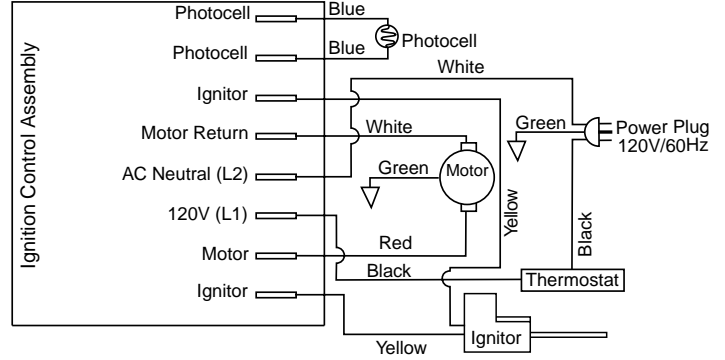 Ignition Control Assembly
Photocell
Blue
Photocell
Blue
Photocell
White
Ignitor
Motor Return
White
Green
Power Plug
120V/60Hz
AC Neutral (L2)
Green
Motor
120V (L1)
Yellow
Black
Motor
Red
Black
Thermostat
Ignitor
Yellow
Ignitor